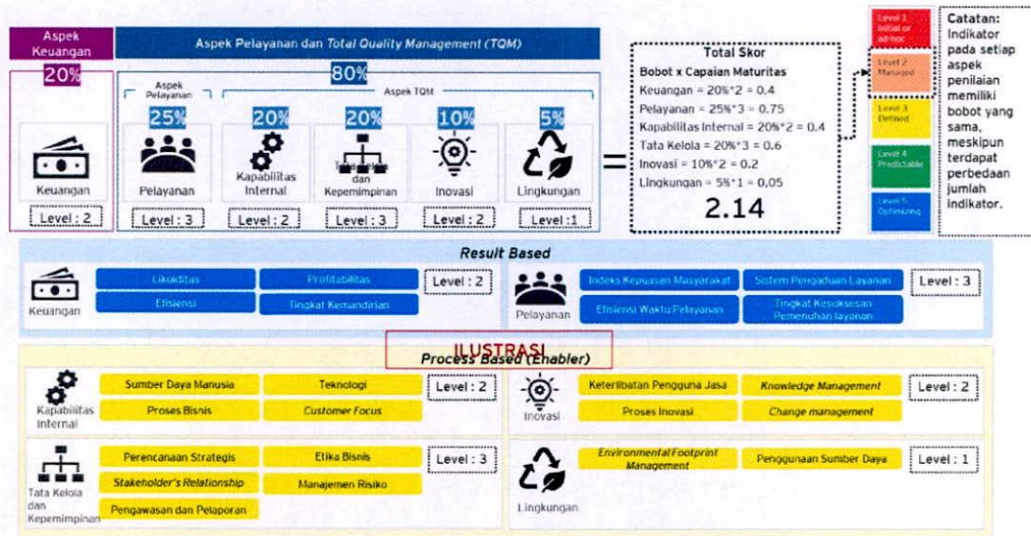 Aspek
Keuangan
20%
Aspek Pelayanan dan Total Quality Management (TQM)
80%
Aspek
Pelayanan
Aspek TQM
25%
20%
20%
10%
5%
Keuangan
Pelayanan
Kapabilitas
Internal
Tata Kelola
dan
Kepemimpinan
Inovasi
Lingkungan
Level : 2
Level : 3
Level : 2
Level : 3
Level : 2
Level :1
=
Total Skor
Bobot x Capaian Maturitas
Keuangan = 20%*2 = 0.4
Pelayanan = 25%*3 = 0.75
Kapabilitas Internal = 20%*2 = 0.4
Tata Kelola = 20%*3 = 0.6
Inovasi = 10%*2 = 0.2
Lingkungan = 5%*1 = 0,05
2.14
Level 1
Initial or
ad-hoc
Level 2
Managed
Level 3
Defined
Level 4
Predictable
Level 5
Optimizing
Catatan:
Indikator
pada setiap
aspek
penilaian
memiliki
bobot yang
sama,
meskipun
terdapat
perbedaan
jumlah
indikator.
Result Based
Keuangan
Likuiditas
Profitabilitas
Efisiensi
Tingkat Kemandirian
Level : 2
Pelayanan
Indeks Kepuasan Masyarakat
Sistem Pengaduan Layanan
Efisiensi Waktu Pelayanan
Tingkat Kesuksesan
Pemenuhan layanan
Level : 3
ILUSTRASI
Process Based (Enabler)
Kapabilitas
Internal
Sumber Daya Manusia
Teknologi
Proses Bisnis
Customer Focus
Level : 2
Inovasi
Keterlibatan Pengguna Jasa
Knowledge Management
Proses Inovasi
Change management
Level : 2
Tata Kelola
dan
Kepemimpinan
Perencanaan Strategis
Etika Bisnis
Stakeholder's Relationship
Manajemen Risiko
Pengawasan dan Pelaporan
Level : 3
Lingkungan
Environmental Footprint
Management
Penggunaan Sumber Daya
Level : 1